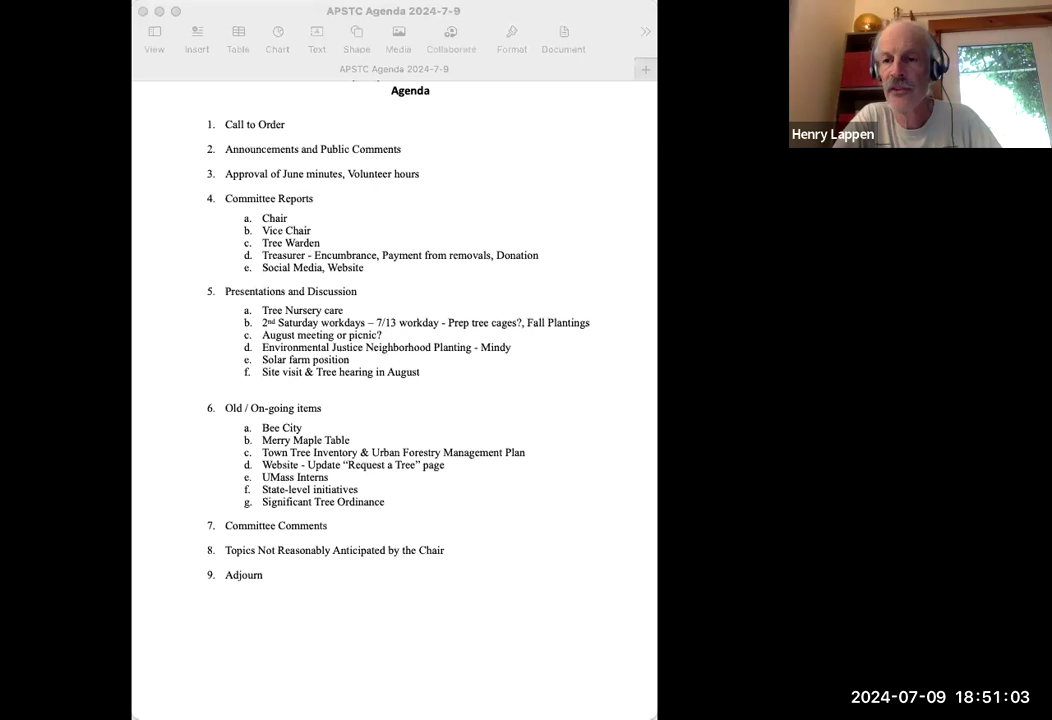 APSTC Agenda 2024-7-9
View Insert Table Chart Text Shape Media Collaborate Format Document
APSTC Agenda 2024-7-9
Agenda
1. Call to Order
2. Announcements and Public Comments
3. Approval of June minutes, Volunteer hours
4. Committee Reports
a. Chair
b. Vice Chair
c. Tree Warden
d. Treasurer - Encumbrance, Payment from removals, Donation
e. Social Media, Website
5. Presentations and Discussion
a. Tree Nursery care
b. 2nd Saturday workdays – 7/13 workday - Prep tree cages?, Fall Plantings
c. August meeting or picnic?
d. Environmental Justice Neighborhood Planting - Mindy
e. Solar farm position
f. Site visit & Tree hearing in August
6. Old / On-going items
a. Bee City
b. Merry Maple Table
c. Town Tree Inventory & Urban Forestry Management Plan
d. Website - Update “Request a Tree” page
e. UMass Interns
f. State-level initiatives
g. Significant Tree Ordinance
7. Committee Comments
8. Topics Not Reasonably Anticipated by the Chair
9. Adjourn
Henry Lappen
2024-07-09 18:51:03